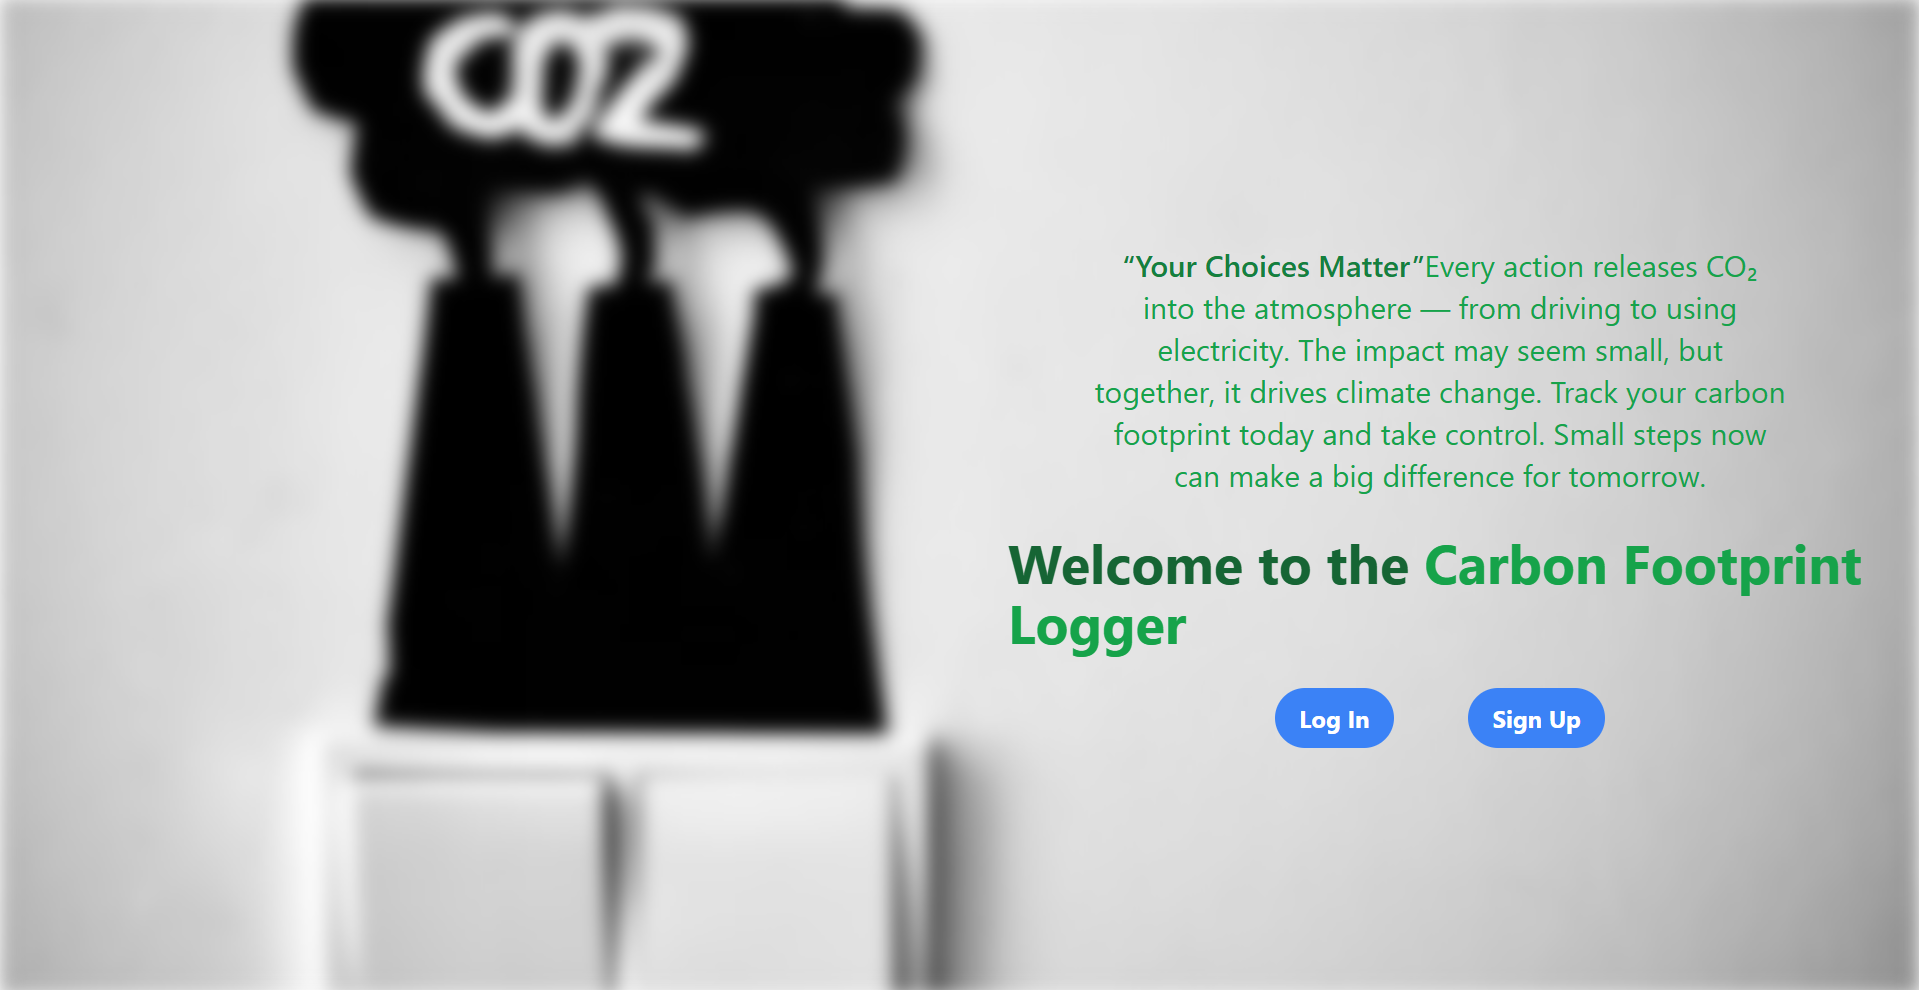 CO2
“Your Choices Matter”Every action releases CO₂
into the atmosphere — from driving to using
electricity. The impact may seem small, but
together, it drives climate change. Track your carbon
footprint today and take control. Small steps now
can make a big difference for tomorrow.
Welcome to the Carbon Footprint
Logger
Log In
Sign Up